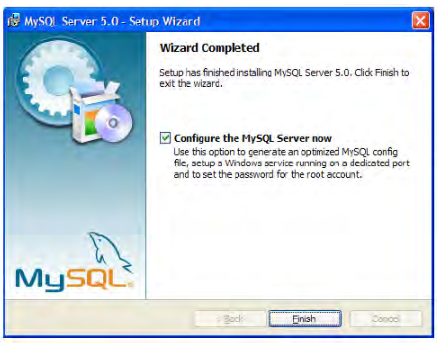 MySQL Server 5.0 - Setup Wizard
Wizard Completed
Setup has finished installing MySQL Server 5.0. Click Finish to
exit the wizard.
Configure the MySQL Server now
Use this option to generate an optimized MySQL config
file, setup a Windows service running on a dedicated port
and to set the password for the root account.
MySQL
Back
Finish
Cancel